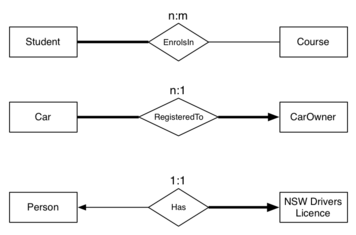 n:m
Student
EnrolsIn
Course
n:1
Car
RegisteredTo
CarOwner
1:1
Person
Has
NSW Drivers
Licence